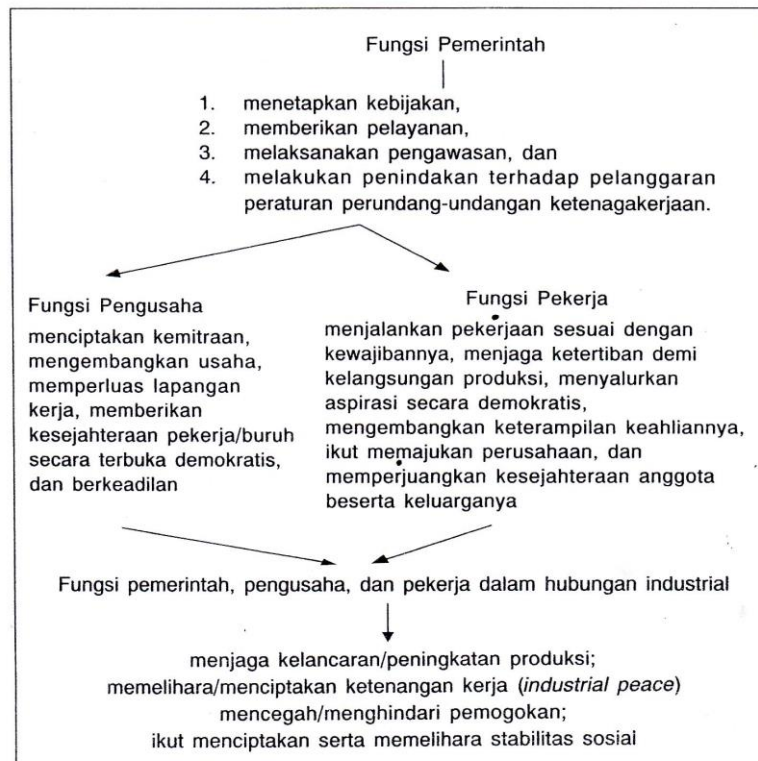 Fungsi Pemerintah
1. menetapkan kebijakan,
2. memberikan pelayanan,
3. melaksanakan pengawasan, dan
4. melakukan penindakan terhadap pelanggaran
peraturan perundang-undangan ketenagakerjaan.
Fungsi Pengusaha
menciptakan kemitraan,
mengembangkan usaha,
memperluas lapangan
kerja, memberikan
kesejahteraan pekerja/buruh
secara terbuka demokratis,
dan berkeadilan
Fungsi Pekerja
menjalankan pekerjaan sesuai dengan
kewajibannya, menjaga ketertiban demi
kelangsungan produksi, menyalurkan
aspirasi secara demokratis,
mengembangkan keterampilan keahliannya,
ikut memajukan perusahaan, dan
memperjuangkan kesejahteraan anggota
beserta keluarganya
Fungsi pemerintah, pengusaha, dan pekerja dalam hubungan industrial
menjaga kelancaran/peningkatan produksi;
memelihara/menciptakan ketenangan kerja (industrial peace)
mencegah/menghindari pemogokan;
ikut menciptakan serta memelihara stabilitas sosial